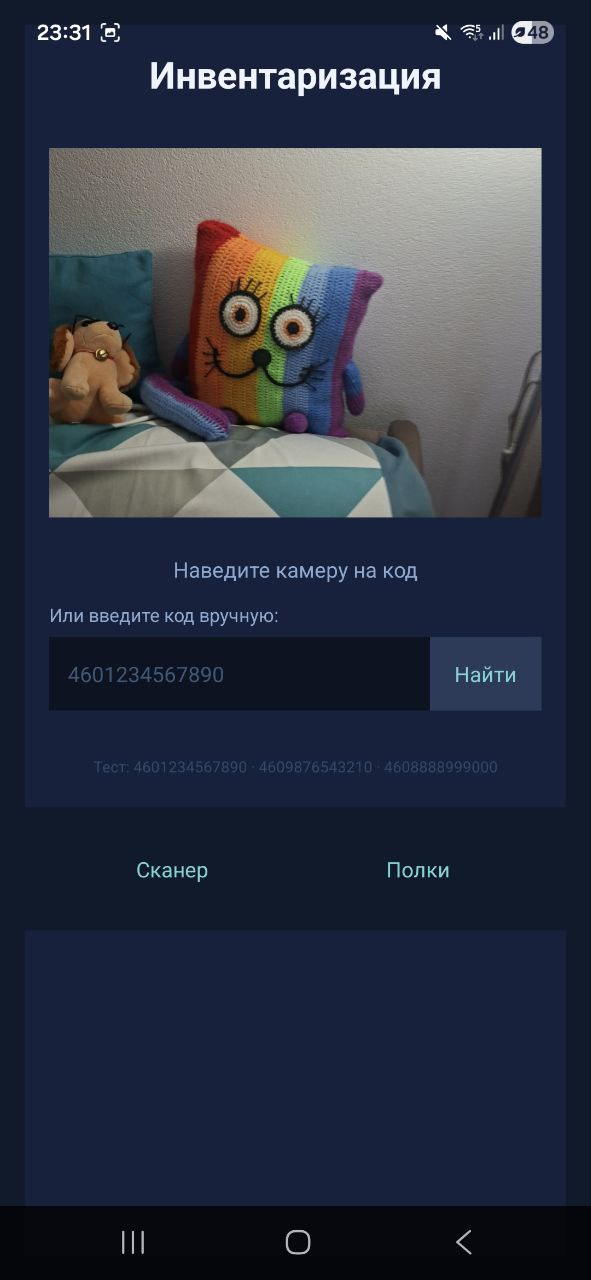 23:31 48
Инвентаризация
Наведите камеру на код
Или введите код вручную:
4601234567890 Найти
Тест: 4601234567890 · 4609876543210 · 4608888999000
Сканер Полки